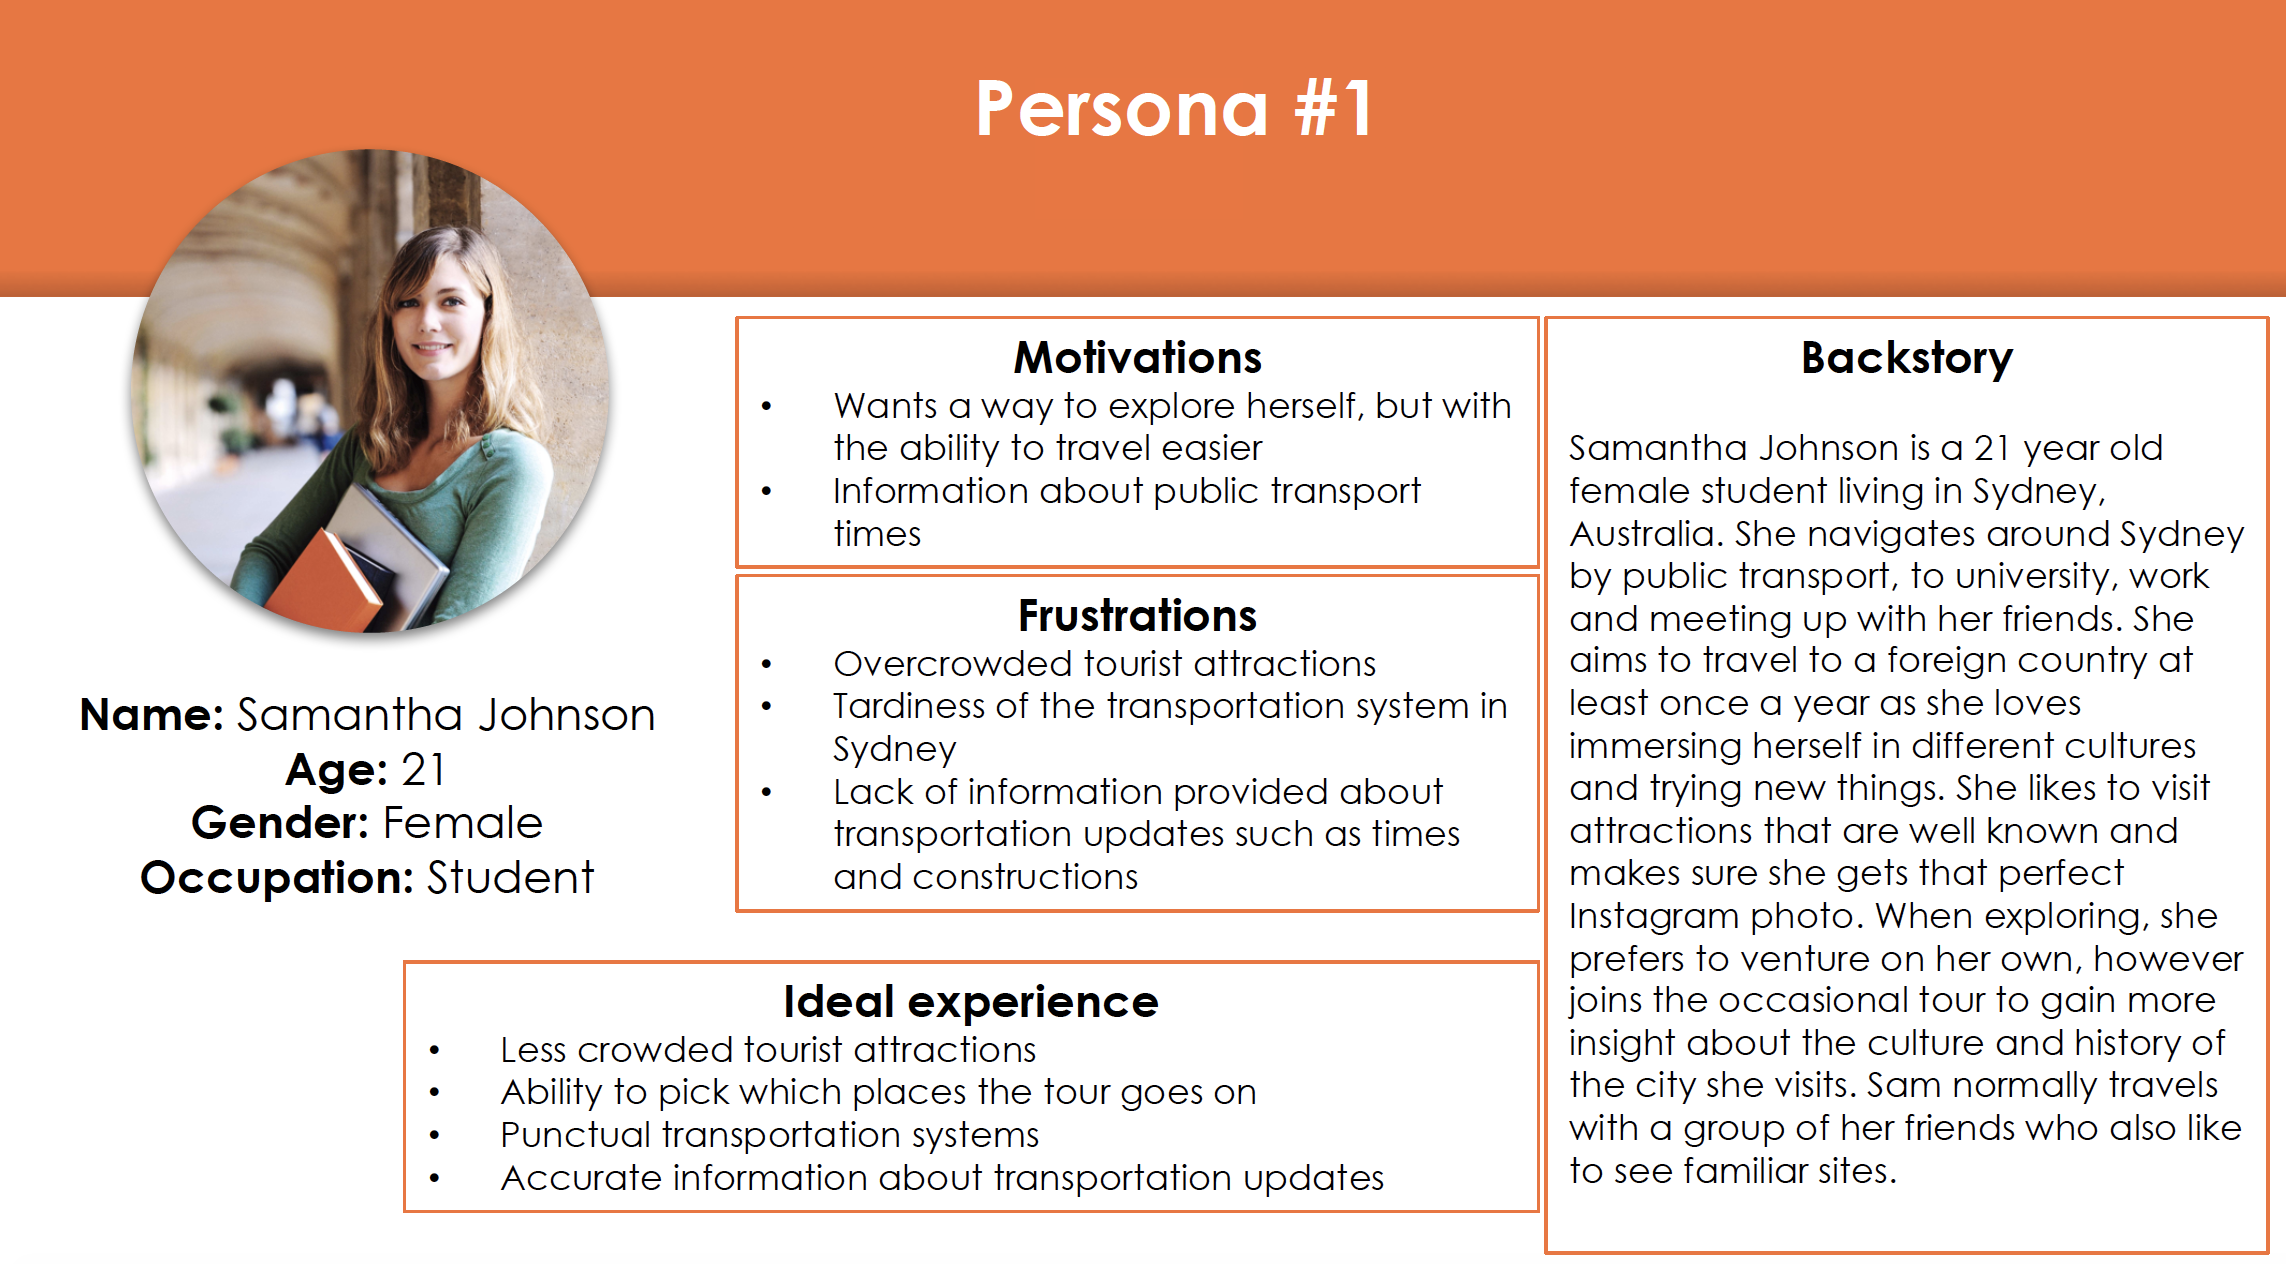 Persona #1
Name: Samantha Johnson
Age: 21
Gender: Female
Occupation: Student
Motivations
• Wants a way to explore herself, but with
the ability to travel easier
• Information about public transport
times
Frustrations
• Overcrowded tourist attractions
• Tardiness of the transportation system in
Sydney
• Lack of information provided about
transportation updates such as times
and constructions
Ideal experience
• Less crowded tourist attractions
• Ability to pick which places the tour goes on
• Punctual transportation systems
• Accurate information about transportation updates
Backstory
Samantha Johnson is a 21 year old
female student living in Sydney,
Australia. She navigates around Sydney
by public transport, to university, work
and meeting up with her friends. She
aims to travel to a foreign country at
least once a year as she loves
immersing herself in different cultures
and trying new things. She likes to visit
attractions that are well known and
makes sure she gets that perfect
Instagram photo. When exploring, she
prefers to venture on her own, however
joins the occasional tour to gain more
insight about the culture and history of
the city she visits. Sam normally travels
with a group of her friends who also like
to see familiar sites.